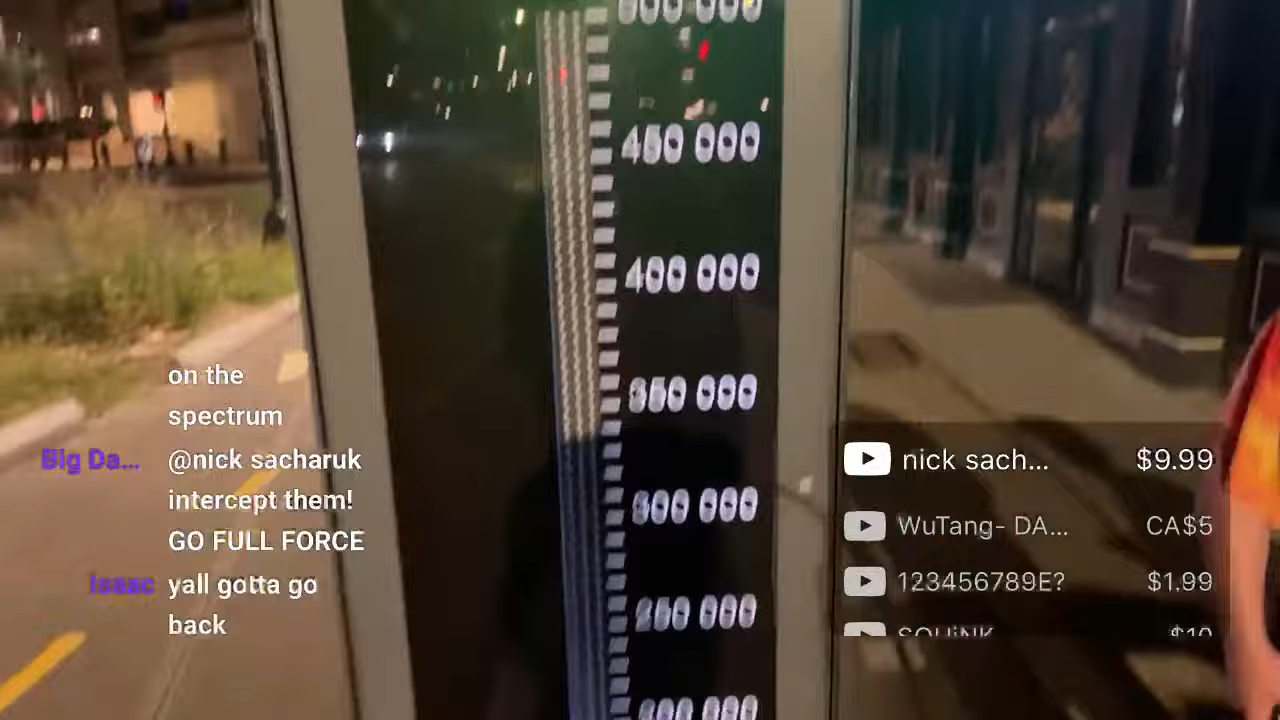 450 000
400 000
350 000
300 000
250 000
on the
spectrum
Big Da... @nick sacharuk
intercept them!
GO FULL FORCE
Isaac yall gotta go
back
nick sach... $9.99
WuTang- DA... CA$5
123456789E? $1.99
$10